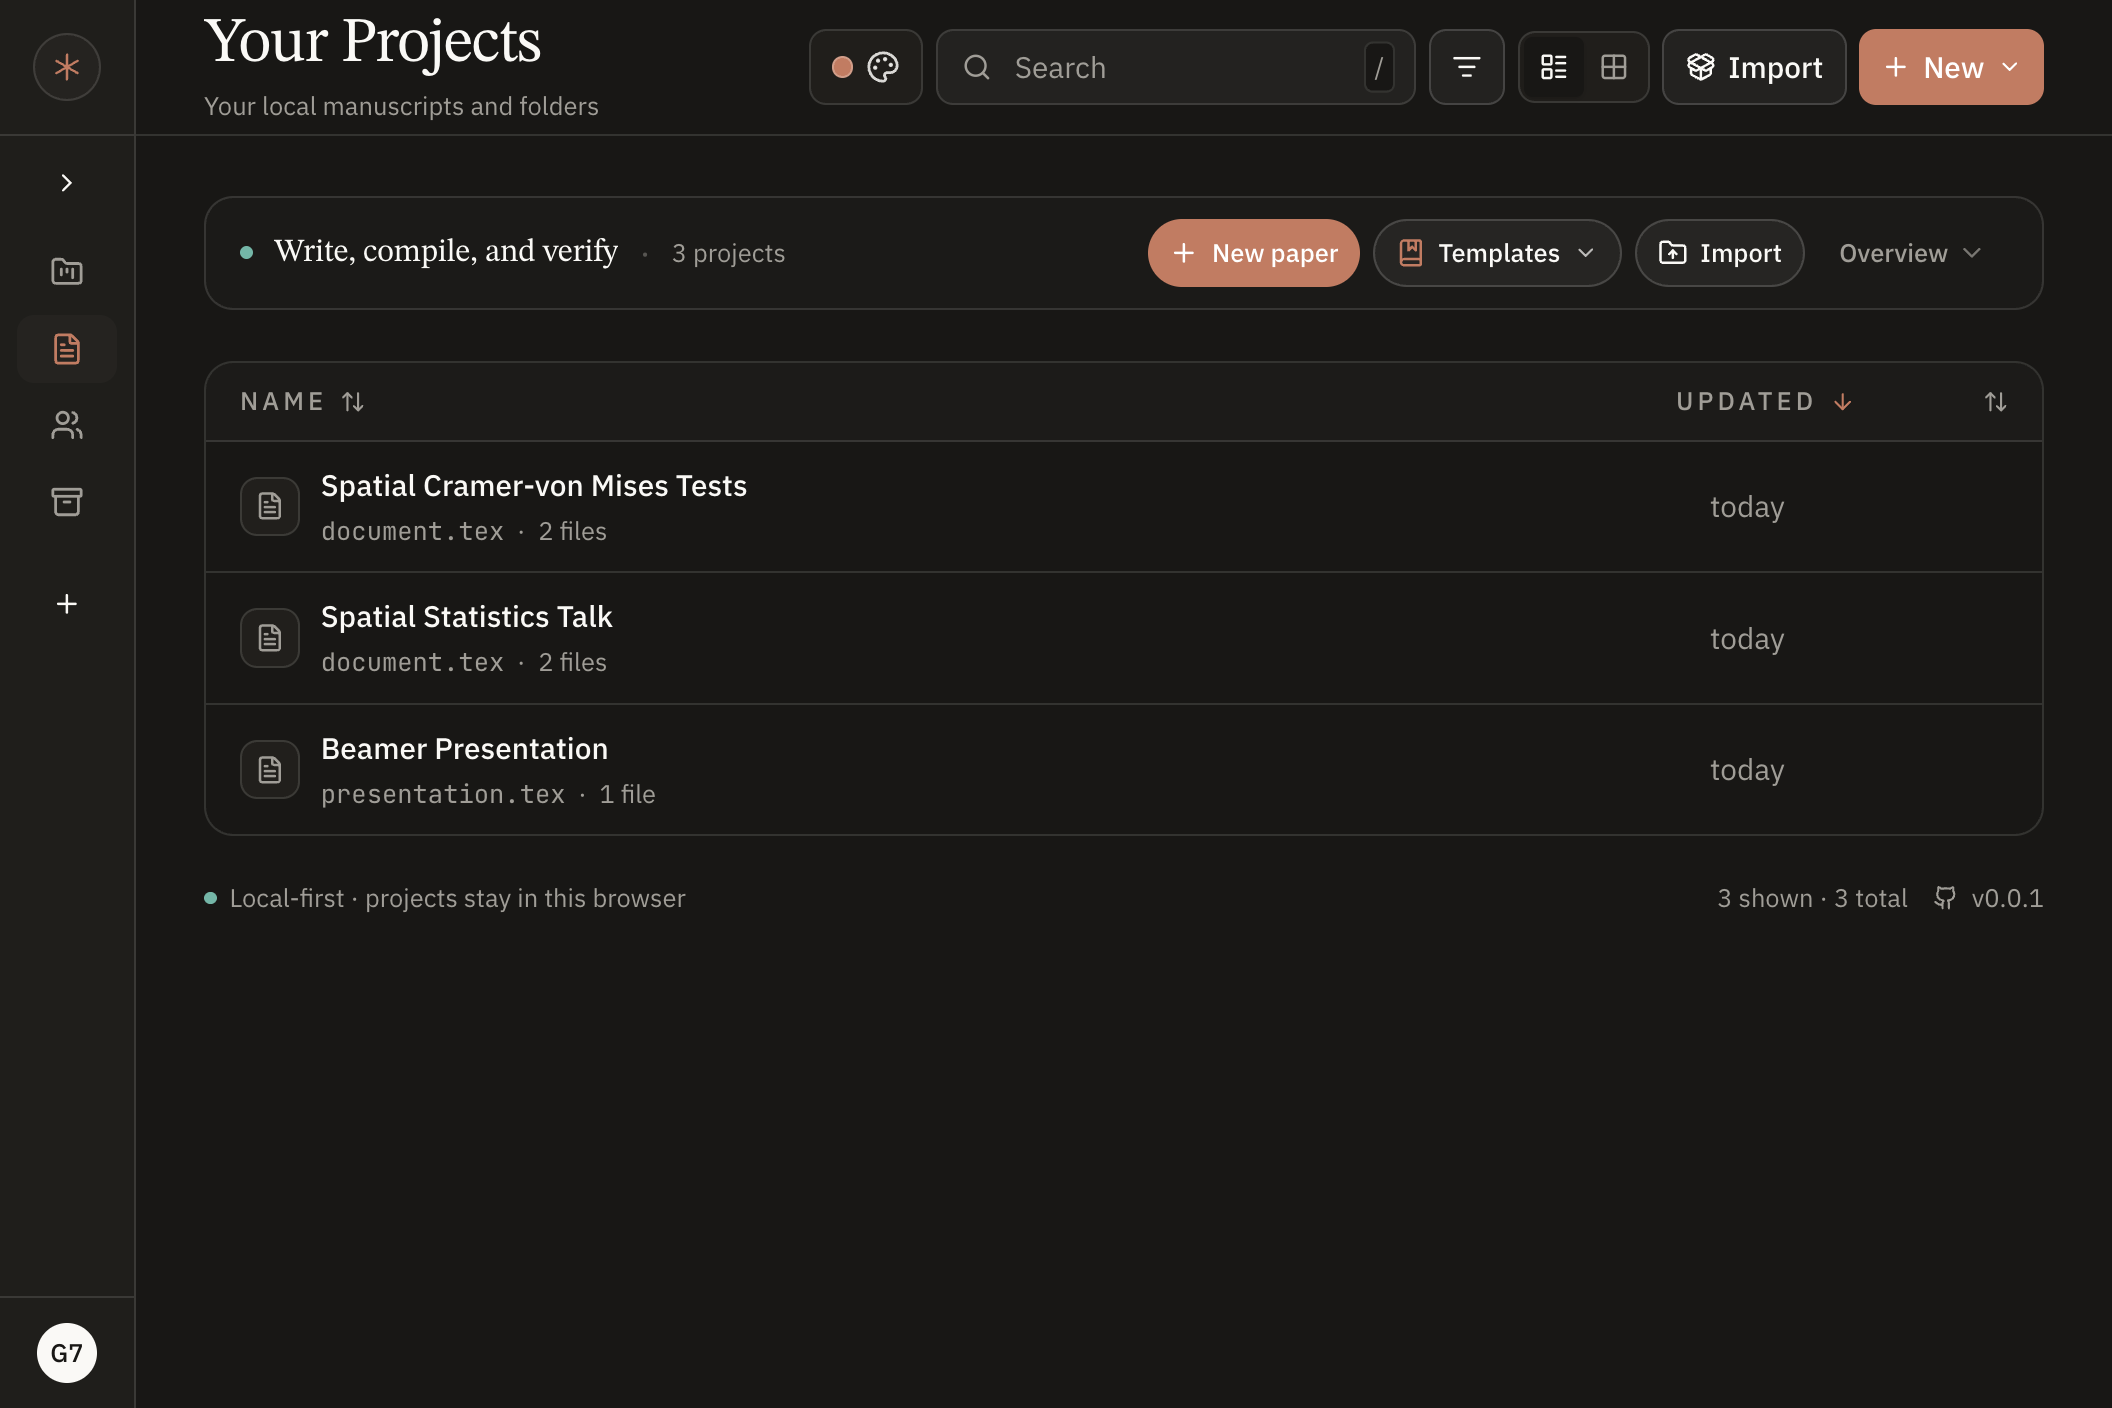 Your Projects
Your local manuscripts and folders
Search
/
Import
New
Write, compile, and verify · 3 projects
New paper
Templates
Import
Overview
NAME
UPDATED
Spatial Cramer-von Mises Tests
document.tex · 2 files
today
Spatial Statistics Talk
document.tex · 2 files
today
Beamer Presentation
presentation.tex · 1 file
today
Local-first · projects stay in this browser
3 shown · 3 total
v0.0.1
G7